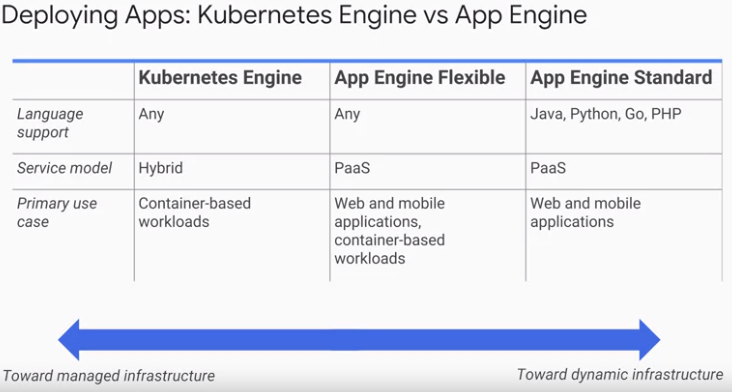 Deploying Apps: Kubernetes Engine vs App Engine
Kubernetes Engine
App Engine Flexible
App Engine Standard
Language
support
Any
Any
Java, Python, Go, PHP
Service model
Hybrid
PaaS
PaaS
Primary use
case
Container-based
workloads
Web and mobile
applications,
container-based
workloads
Web and mobile
applications
Toward managed infrastructure
Toward dynamic infrastructure